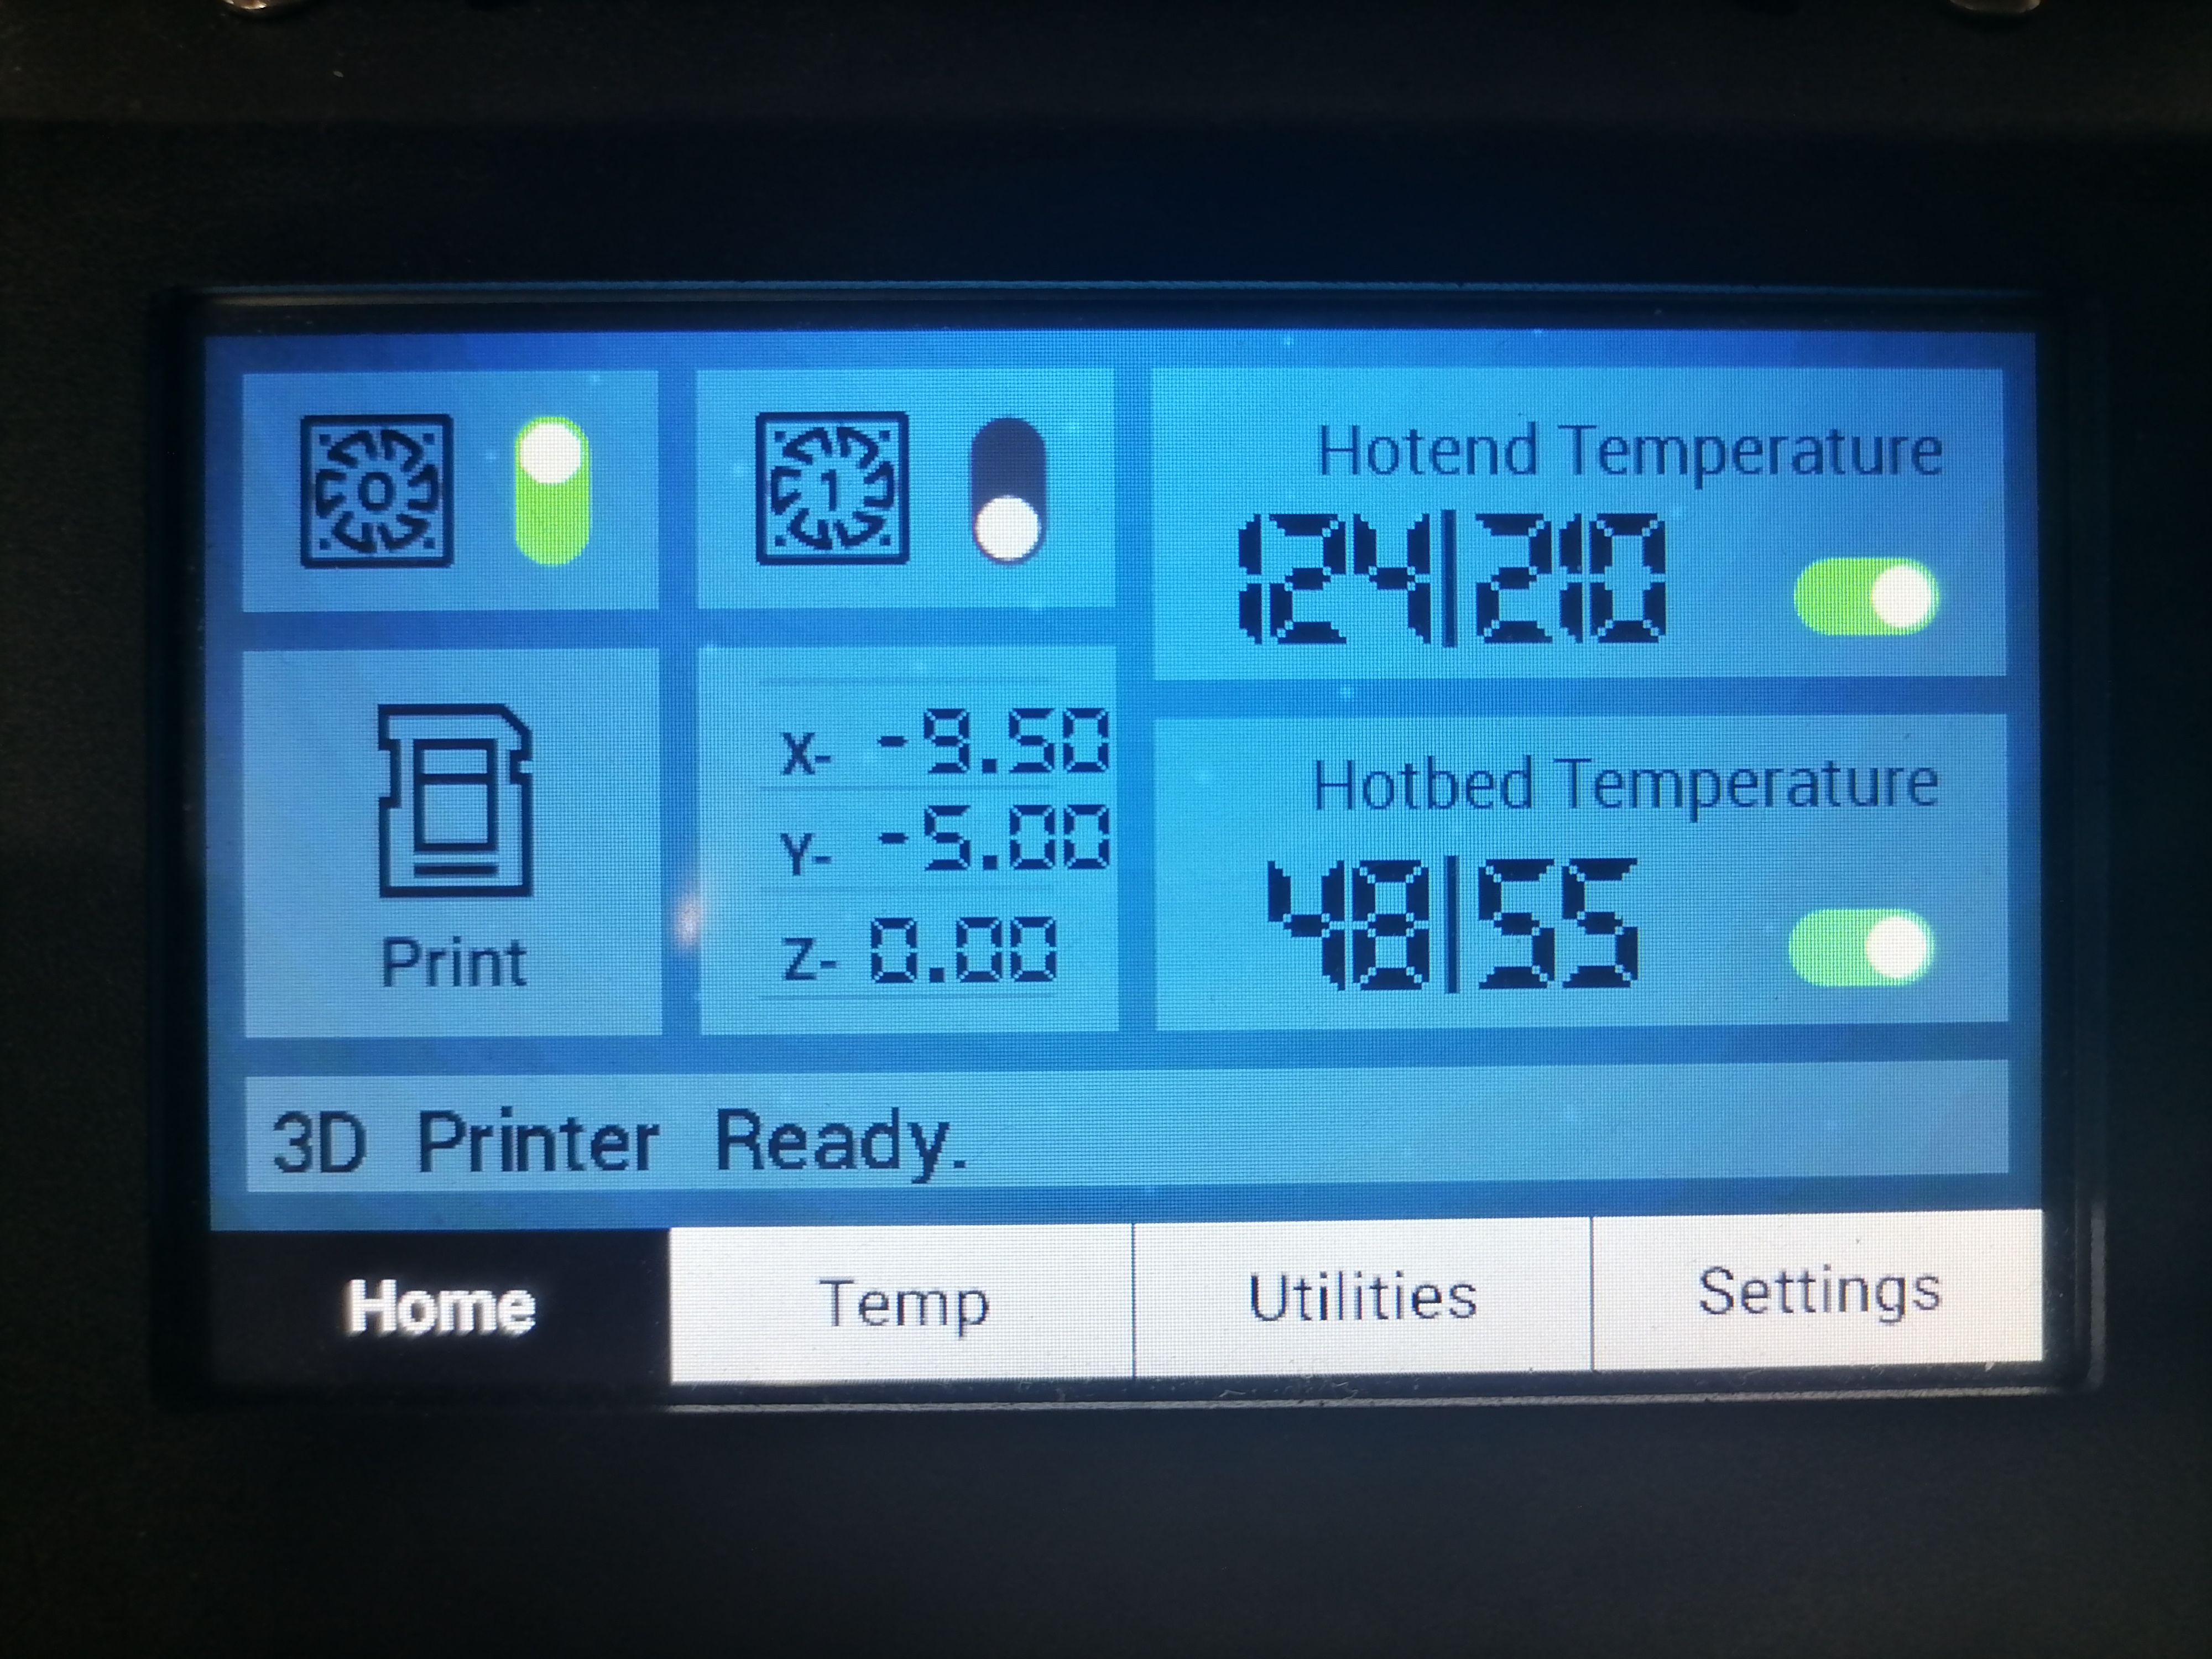 0
1
Hotend Temperature
124|210
Print
X- -9.50
Y- -5.00
Z- 0.00
Hotbed Temperature
48|55
3D Printer Ready.
Home Temp Utilities Settings